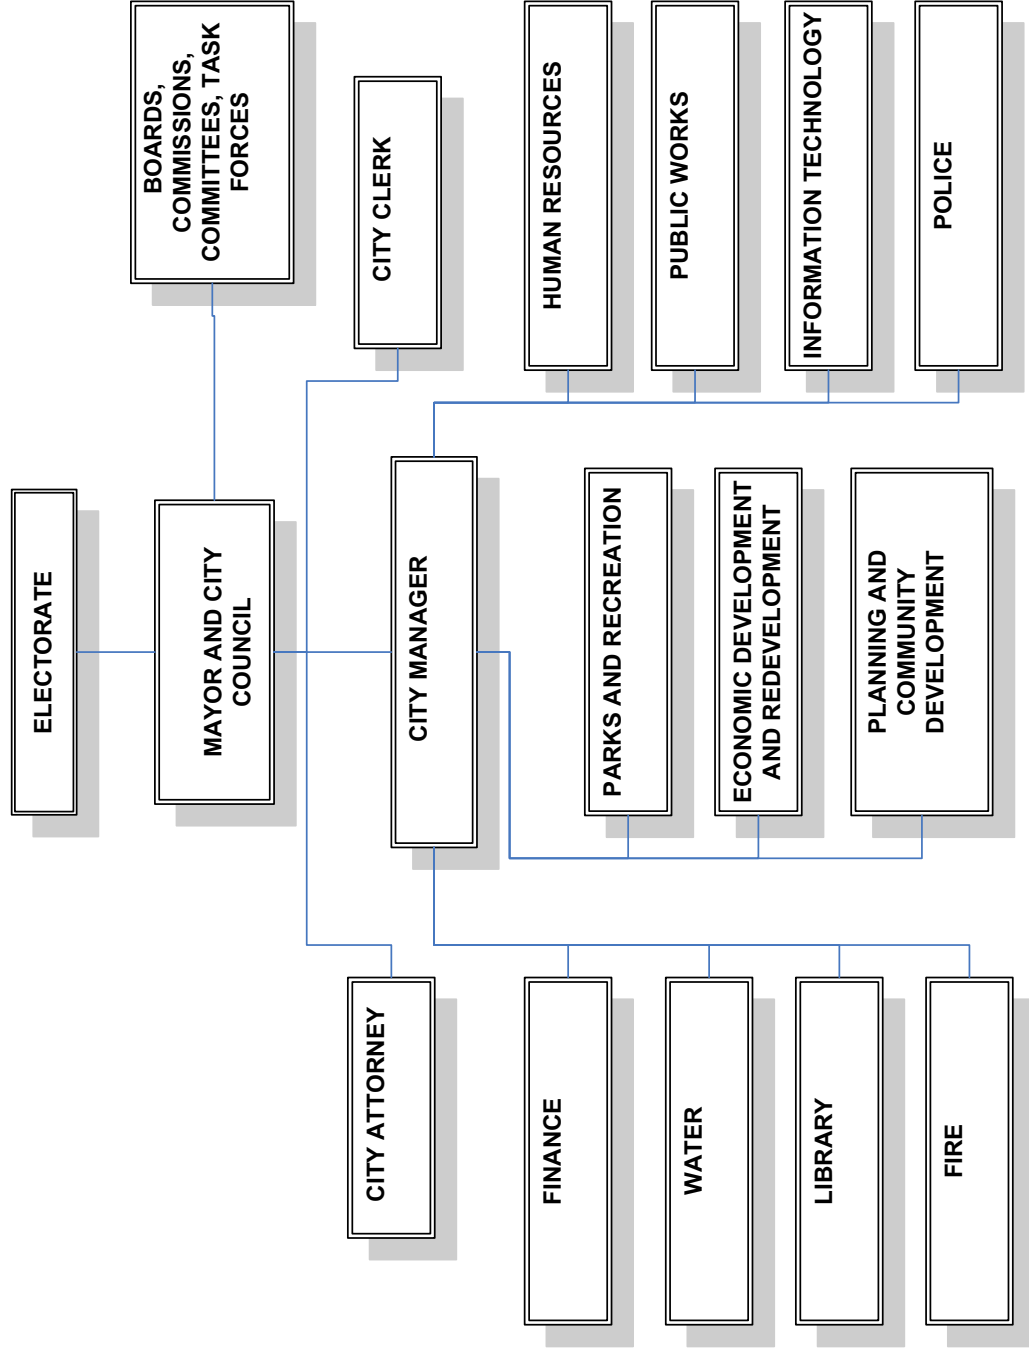 ELECTORATE
BOARDS,
COMMISSIONS,
COMMITTEES, TASK
FORCES
MAYOR AND CITY
COUNCIL
CITY ATTORNEY
CITY CLERK
CITY MANAGER
FINANCE
WATER
LIBRARY
FIRE
PARKS AND RECREATION
ECONOMIC DEVELOPMENT
AND REDEVELOPMENT
PLANNING AND
COMMUNITY
DEVELOPMENT
HUMAN RESOURCES
PUBLIC WORKS
INFORMATION TECHNOLOGY
POLICE